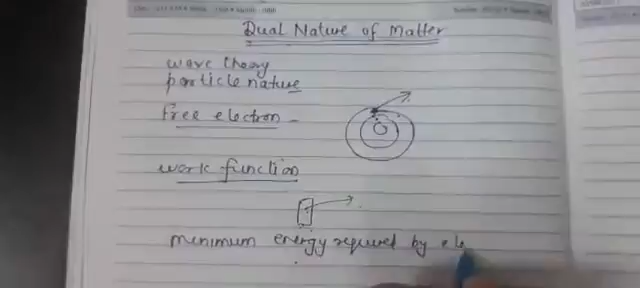 Dual Nature of Matter
wave theory
particle nature
free electron -
work function
minimum energy required by ele